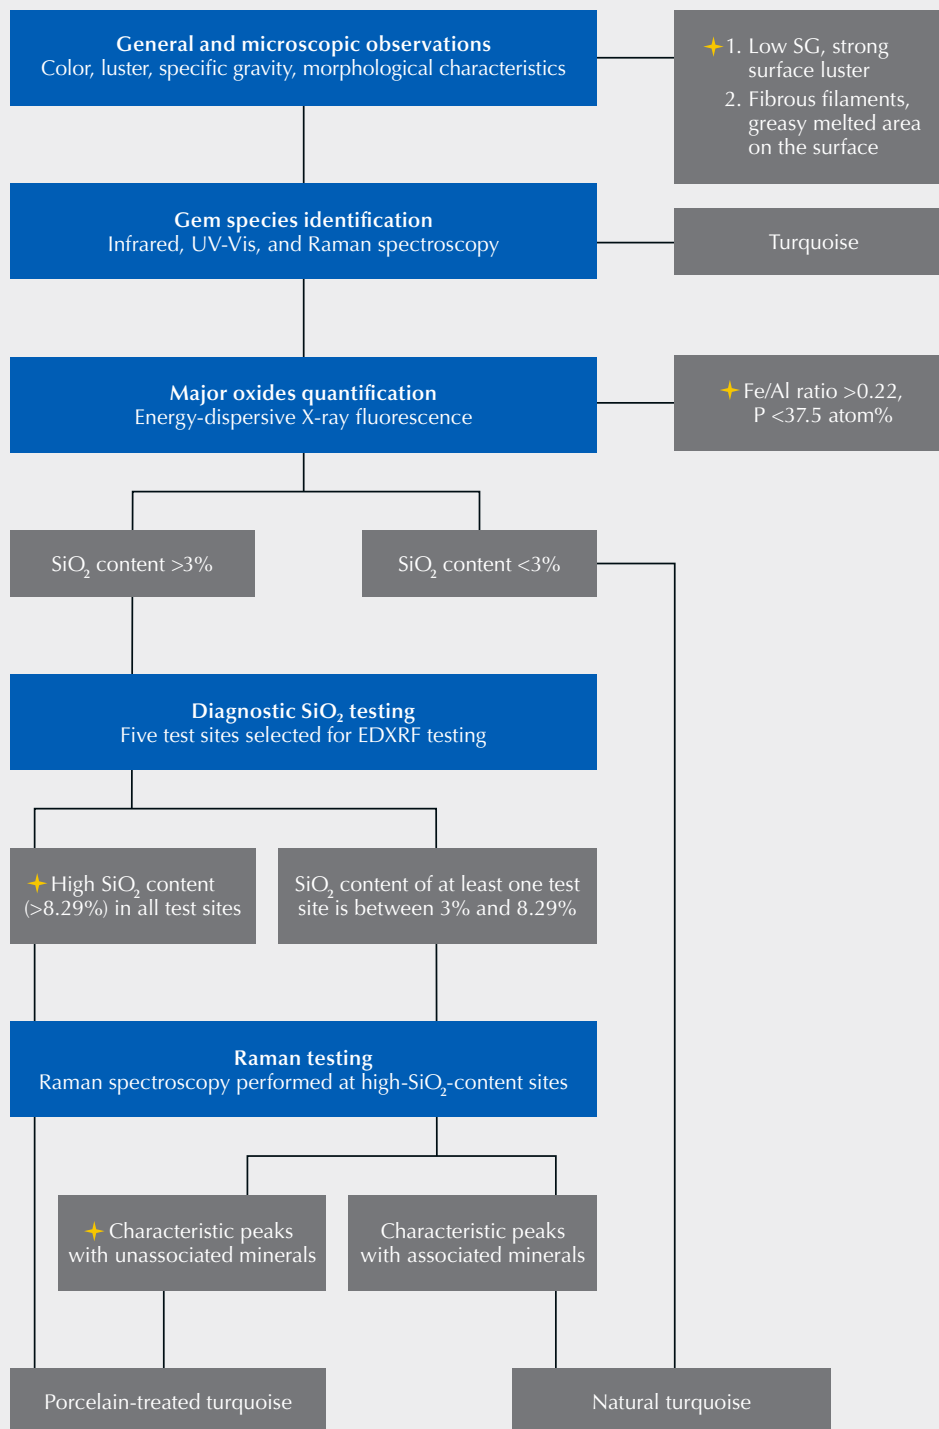 General and microscopic observations
Color, luster, specific gravity, morphological characteristics
1. Low SG, strong
surface luster
2. Fibrous filaments,
greasy melted area
on the surface
Gem species identification
Infrared, UV-Vis, and Raman spectroscopy
Turquoise
Major oxides quantification
Energy-dispersive X-ray fluorescence
Fe/Al ratio >0.22,
P <37.5 atom%
SiO₂ content >3%
SiO₂ content <3%
Diagnostic SiO₂ testing
Five test sites selected for EDXRF testing
High SiO₂ content
(>8.29%) in all test sites
SiO₂ content of at least one test
site is between 3% and 8.29%
Raman testing
Raman spectroscopy performed at high-SiO₂-content sites
Characteristic peaks
with unassociated minerals
Characteristic peaks
with associated minerals
Porcelain-treated turquoise
Natural turquoise